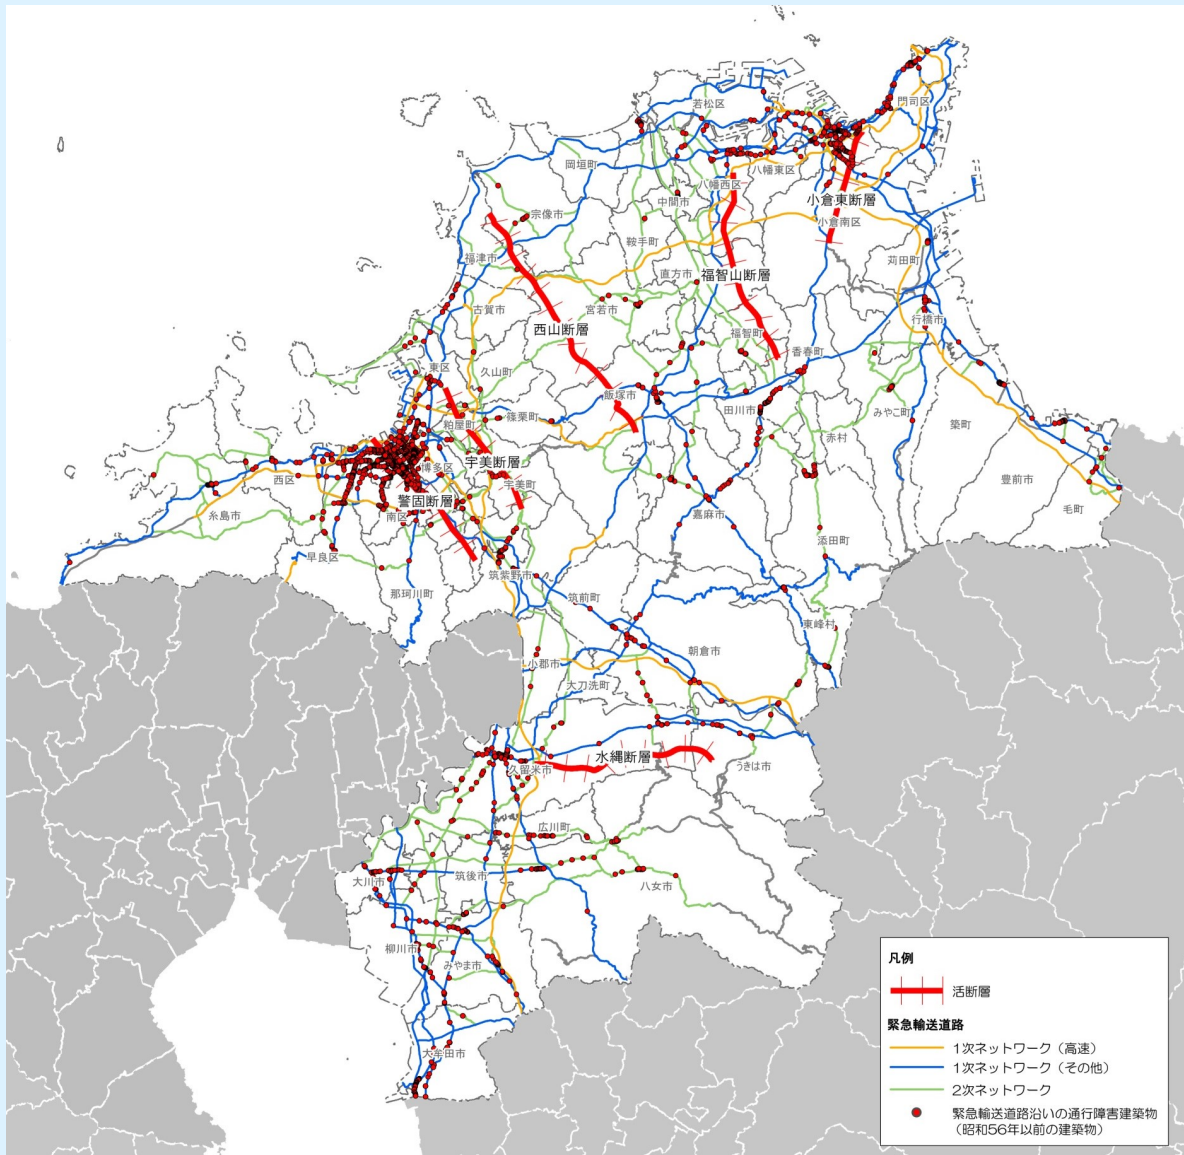 門司区
若松区
岡垣町
八幡東区
八幡西区
中間市
小倉東断層
宗像市
小倉南区
鞍手町
福津市
苅田町
直方市
福智山断層
古賀市
宮若市
行橋市
西山断層
福智町
香春町
東区
久山町
飯塚市
田川市
みやこ町
篠栗町
粕屋町
築町
赤村
宇美断層
博多区
西区
宇美町
豊前市
警固断層
毛町
糸島市
南区
嘉麻市
添田町
早良区
筑紫野市
那珂川町
筑前町
東峰村
朝倉市
小郡市
大刀洗町
水縄断層
うきは市
久留米市
広川町
筑後市
大川市
八女市
柳川市
みやま市
大牟田市
凡例
活断層
緊急輸送道路
1次ネットワーク（高速）
1次ネットワーク（その他）
2次ネットワーク
緊急輸送道路沿いの通行障害建築物
（昭和56年以前の建築物）